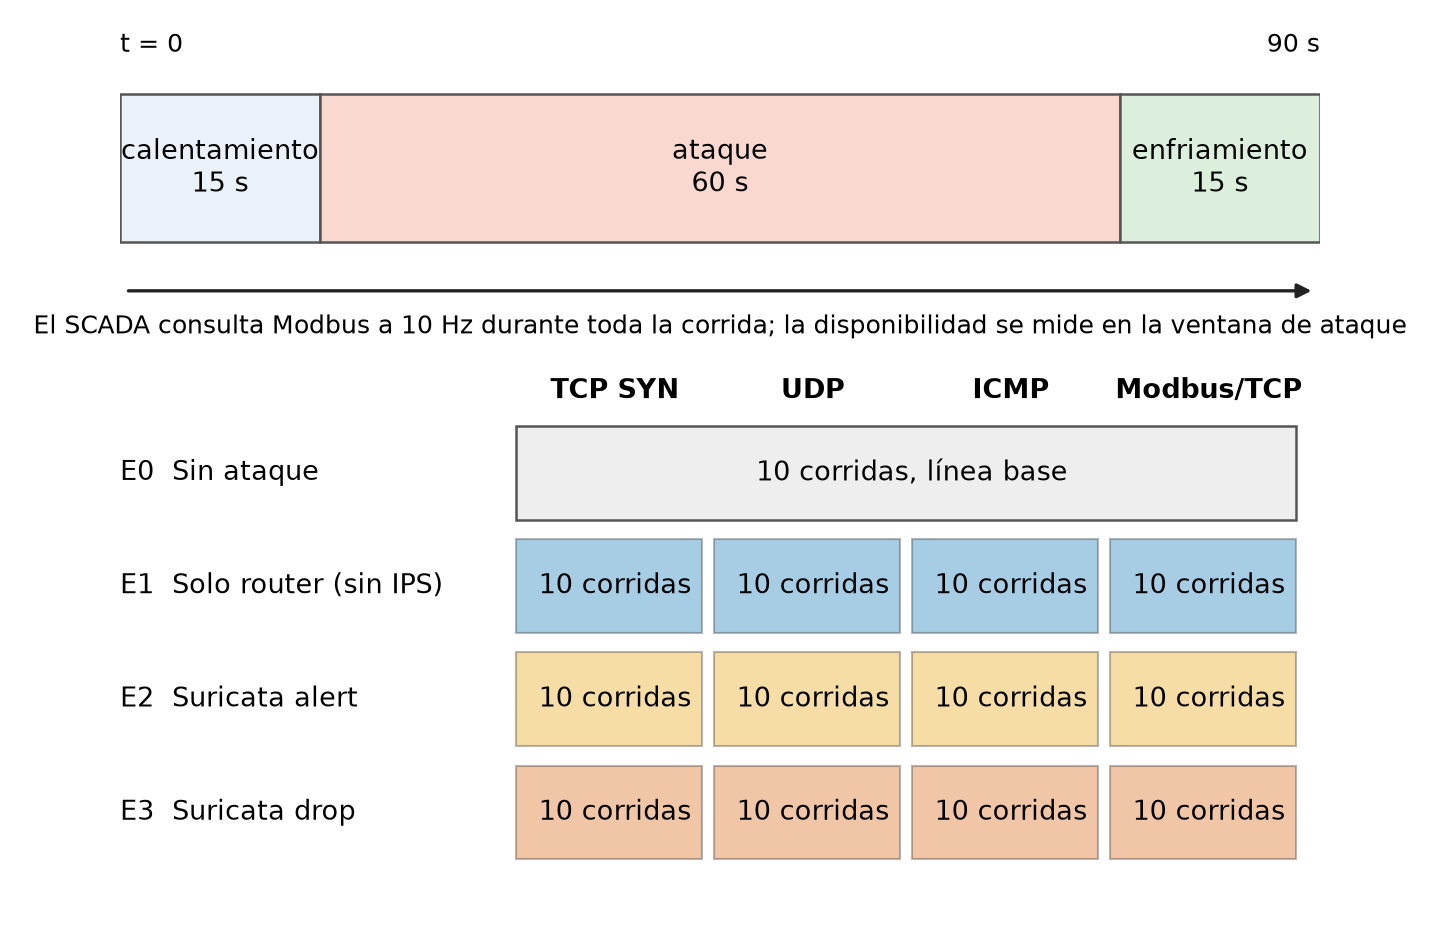 t = 0 90 s
calentamiento ataque enfriamiento
15 s 60 s 15 s
El SCADA consulta Modbus a 10 Hz durante toda la corrida; la disponibilidad se mide en la ventana de ataque
TCP SYN UDP ICMP Modbus/TCP
E0 Sin ataque 10 corridas, línea base
E1 Solo router (sin IPS) 10 corridas 10 corridas 10 corridas 10 corridas
E2 Suricata alert 10 corridas 10 corridas 10 corridas 10 corridas
E3 Suricata drop 10 corridas 10 corridas 10 corridas 10 corridas